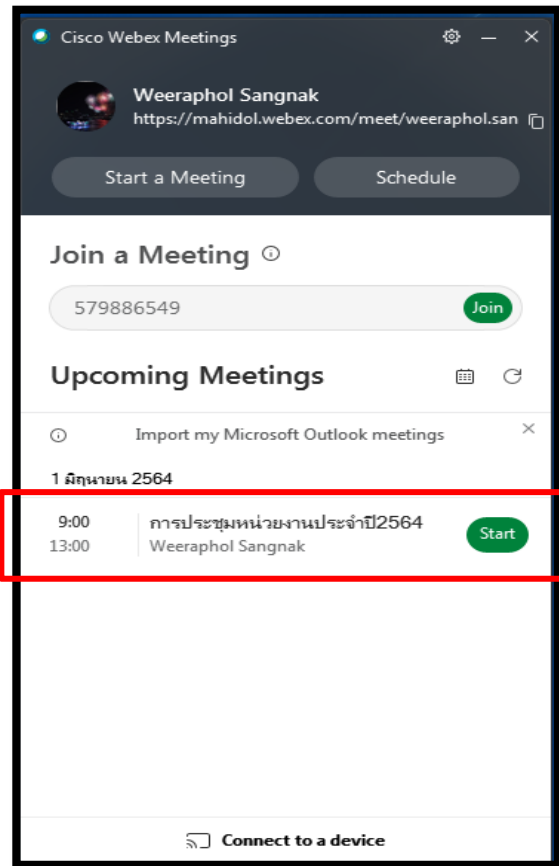 Cisco Webex Meetings
Weeraphol Sangnak
https://mahidol.webex.com/meet/weeraphol.san
Start a Meeting
Schedule
Join a Meeting
579886549
Join
Upcoming Meetings
Import my Microsoft Outlook meetings
1 มิถุนายน 2564
9:00
การประชุมหน่วยงานประจำปี2564
13:00
Weeraphol Sangnak
Start
Connect to a device